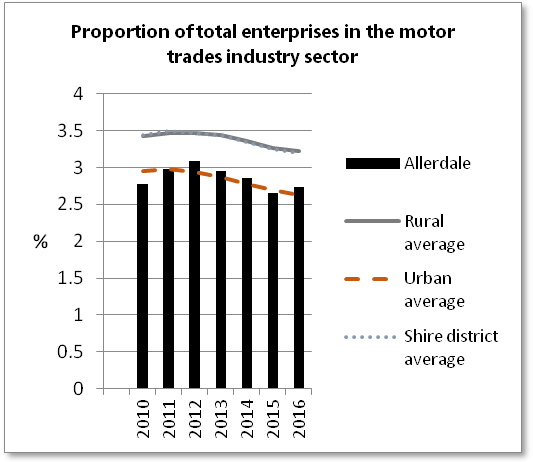 Proportion of total enterprises in the motor
trades industry sector
4
3.5
3
2.5
2
1.5
1
0.5
0
%
2010
2011
2012
2013
2014
2015
2016
Allerdale
Rural
average
Urban
average
Shire district
average